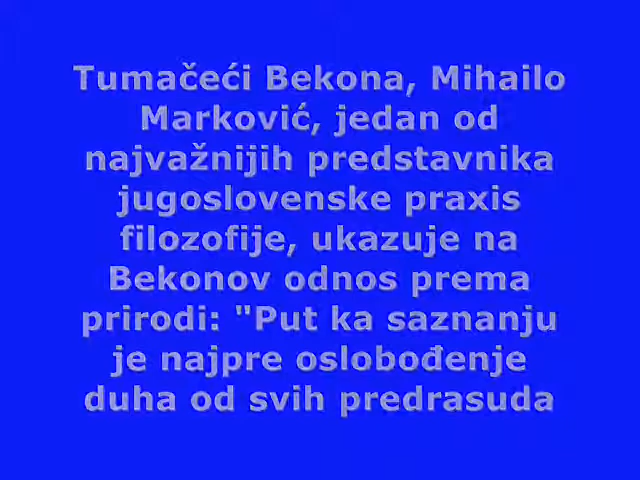 Tumačeći Bekona, Mihailo
Marković, jedan od
najvažnijih predstavnika
jugoslovenske praxis
filozofije, ukazuje na
Bekonov odnos prema
prirodi: "Put ka saznanju
je najpre oslobođenje
duha od svih predrasuda